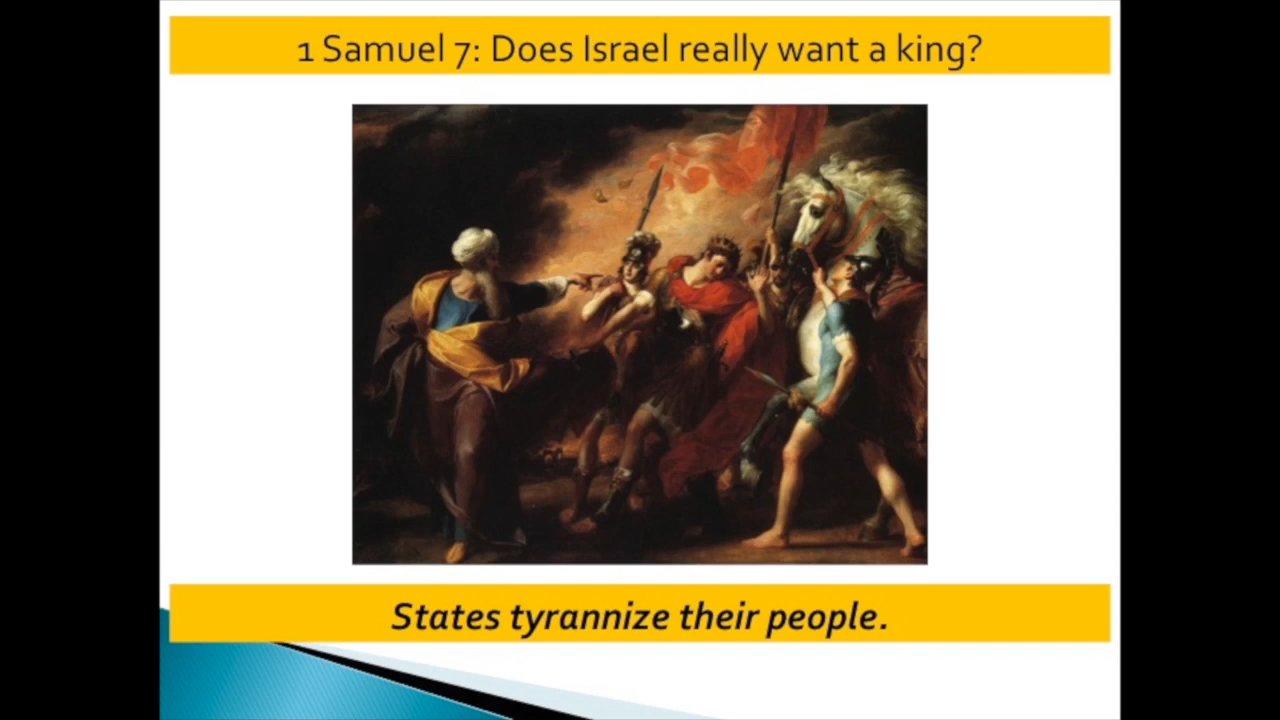 1 Samuel 7: Does Israel really want a king?
States tyrannize their people.